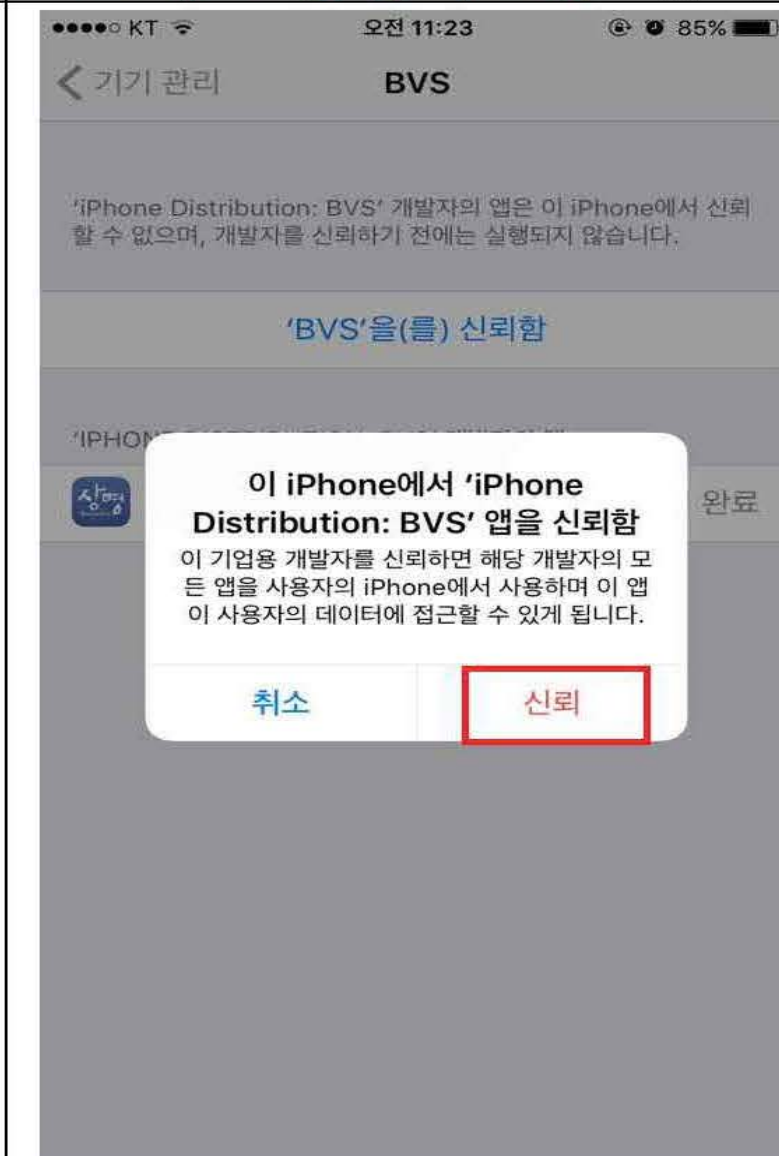 KT 오전 11:23 85%
기기 관리 BVS
'iPhone Distribution: BVS' 개발자의 앱은 이 iPhone에서 신뢰
할 수 없으며, 개발자를 신뢰하기 전에는 실행되지 않습니다.
'BVS'을(를) 신뢰함
상명 완료
이 iPhone에서 'iPhone
Distribution: BVS' 앱을 신뢰함
이 기업용 개발자를 신뢰하면 해당 개발자의 모
든 앱을 사용자의 iPhone에서 사용하며 이 앱
이 사용자의 데이터에 접근할 수 있게 됩니다.
취소 신뢰